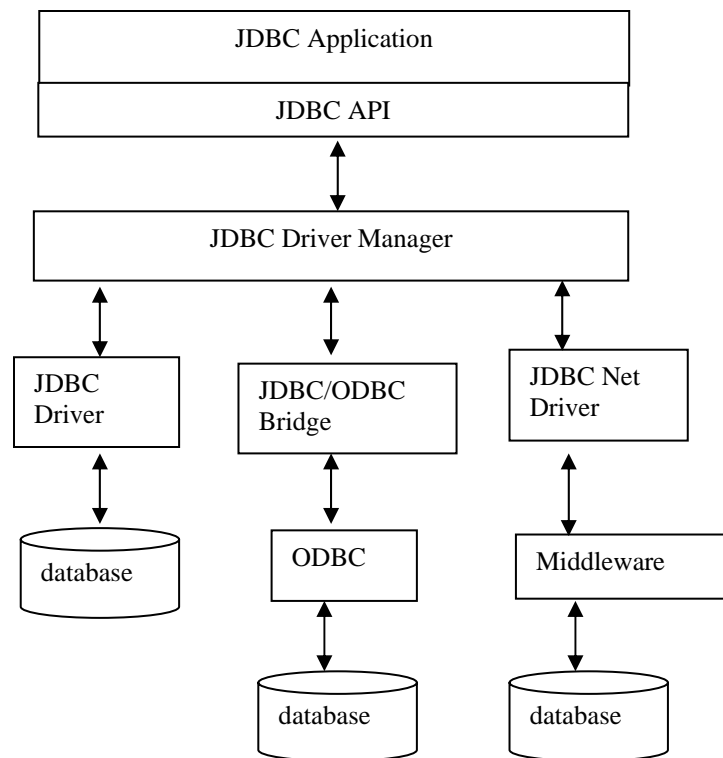 JDBC Application
JDBC API
JDBC Driver Manager
JDBC
Driver
JDBC/ODBC
Bridge
JDBC Net
Driver
database
ODBC
Middleware
database
database